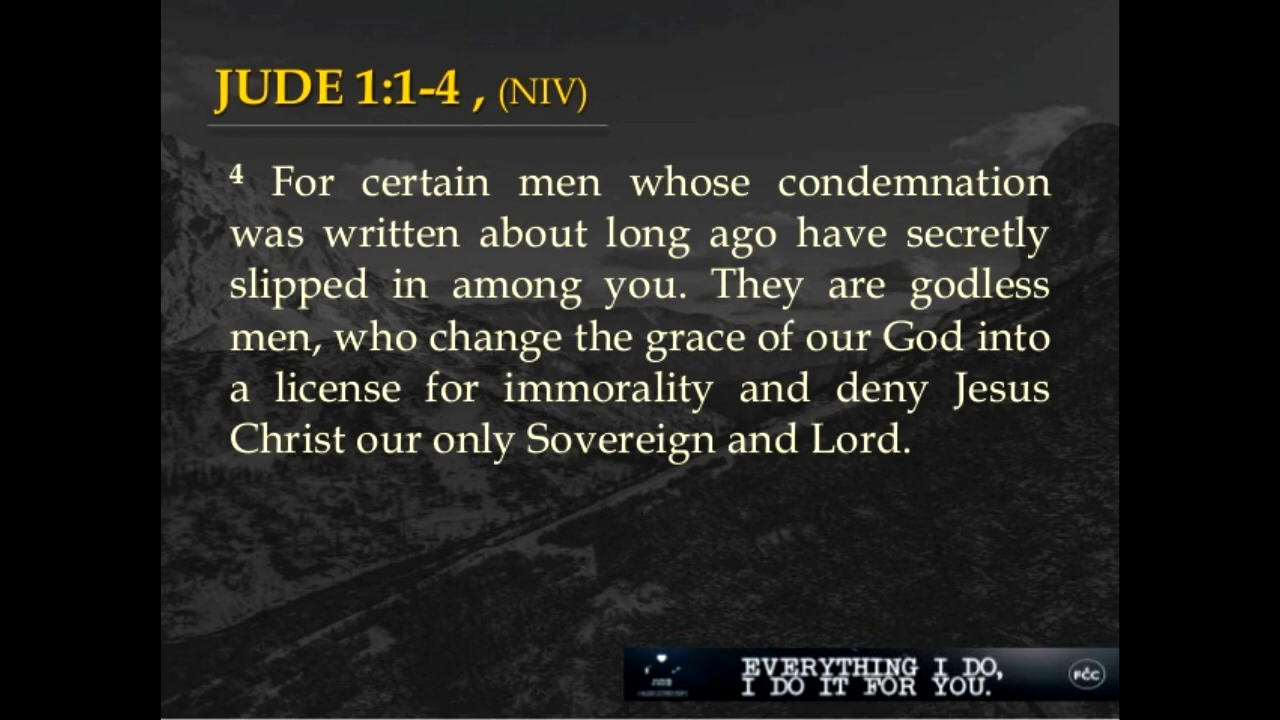 JUDE 1:1-4 , (NIV)
4 For certain men whose condemnation
was written about long ago have secretly
slipped in among you. They are godless
men, who change the grace of our God into
a license for immorality and deny Jesus
Christ our only Sovereign and Lord.
EVERYTHING I DO,
I DO IT FOR YOU.
FCC